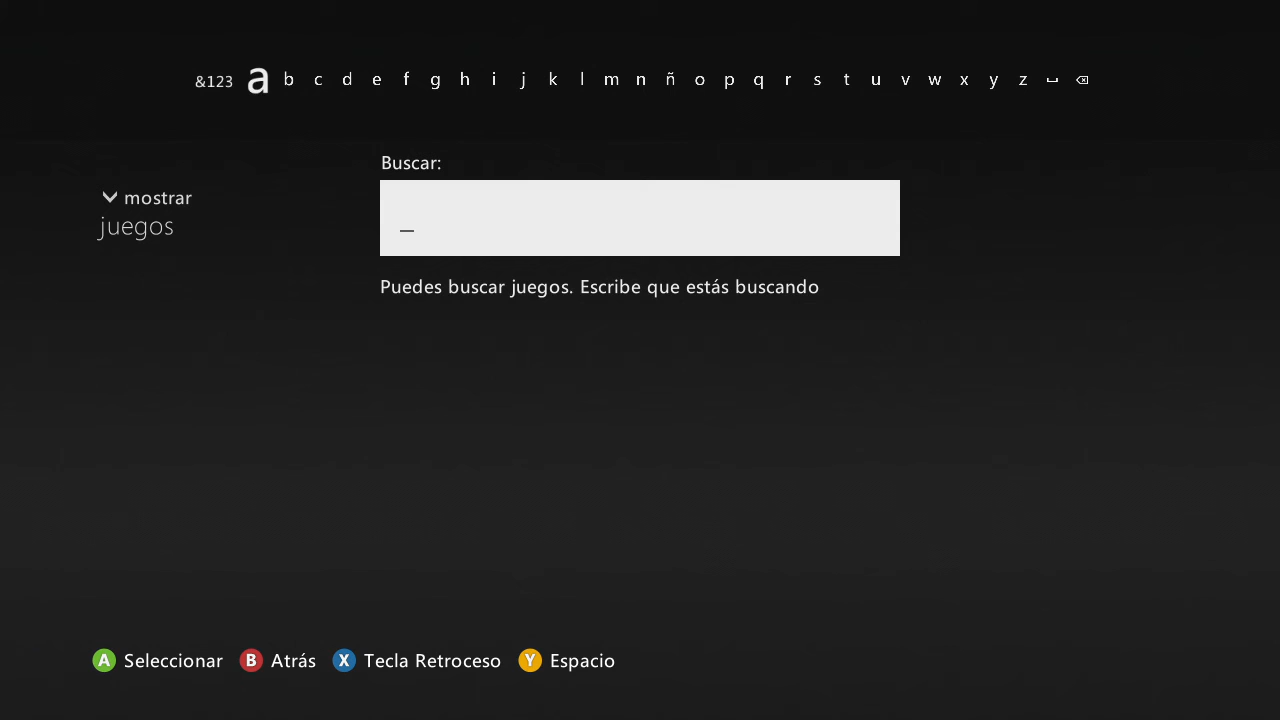 &123 a b c d e f g h i j k l m n ñ o p q r s t u v w x y z
Buscar:
mostrar
juegos
Puedes buscar juegos. Escribe que estás buscando
A Seleccionar B Atrás X Tecla Retroceso Y Espacio